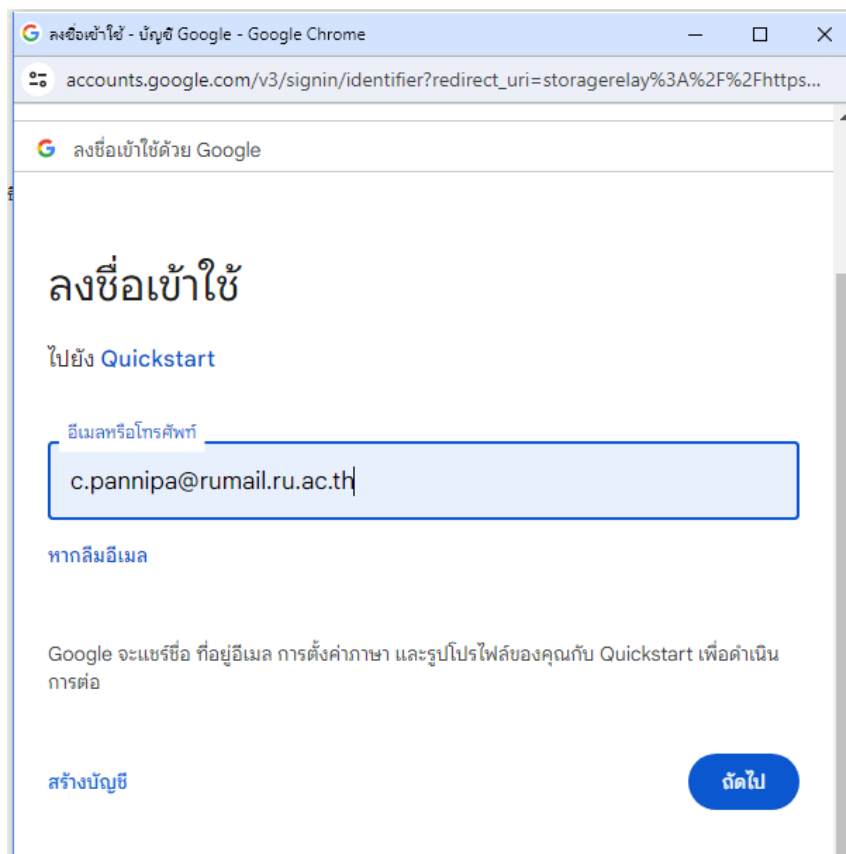 ลงชื่อเข้าใช้ - บัญชี Google - Google Chrome
accounts.google.com/v3/signin/identifier?redirect_uri=storagerelay%3A%2F%2Fhttps...
ลงชื่อเข้าใช้ด้วย Google
ลงชื่อเข้าใช้
ไปยัง Quickstart
อีเมลหรือโทรศัพท์
c.pannipa@rumail.ru.ac.th
หากลืมอีเมล
Google จะแชร์ชื่อ ที่อยู่อีเมล การตั้งค่าภาษา และรูปโปรไฟล์ของคุณกับ Quickstart เพื่อดำเนิน
การต่อ
สร้างบัญชี
ถัดไป